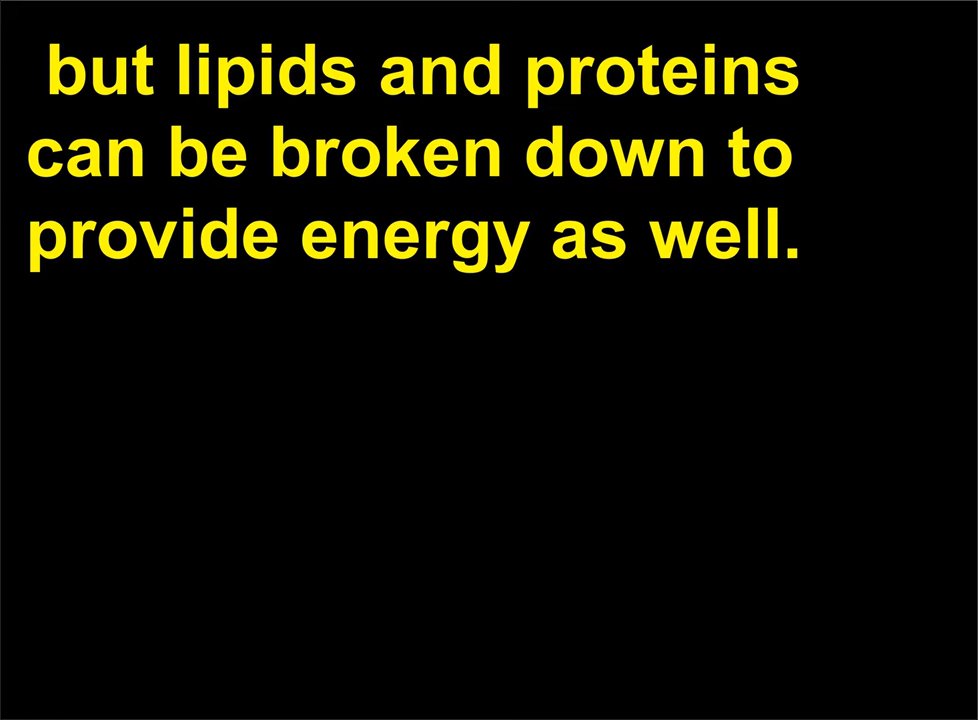 but lipids and proteins
can be broken down to
provide energy as well.